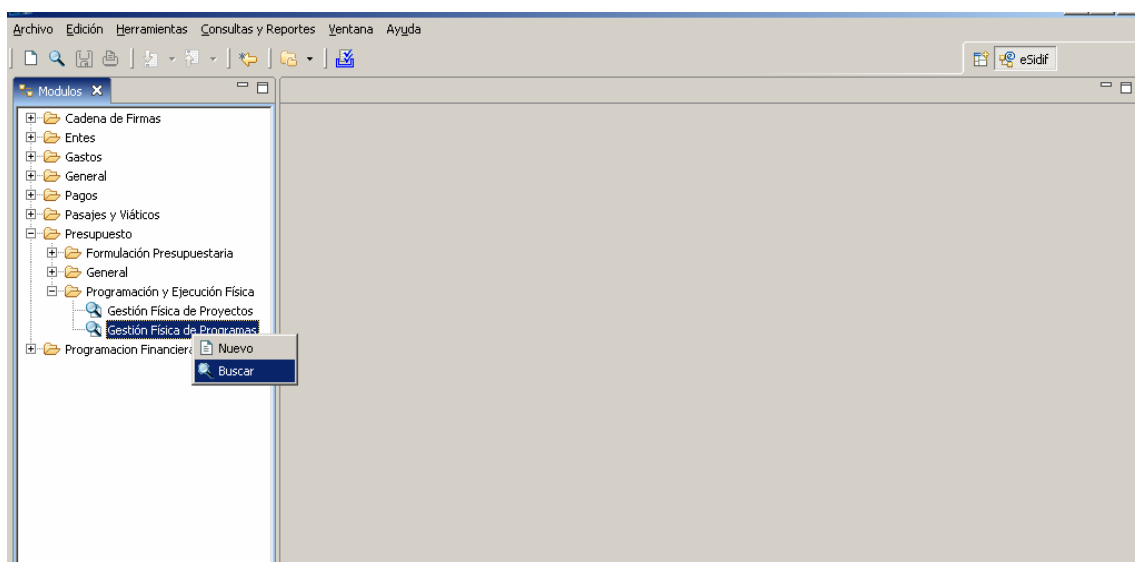 Archivo Edición Herramientas Consultas y Reportes Ventana Ayuda
eSidif
Modulos
Cadena de Firmas
Entes
Gastos
General
Pagos
Pasajes y Viáticos
Presupuesto
Formulación Presupuestaria
General
Programación y Ejecución Física
Gestión Física de Proyectos
Gestión Física de Programas
Programacion Financiera
Nuevo
Buscar